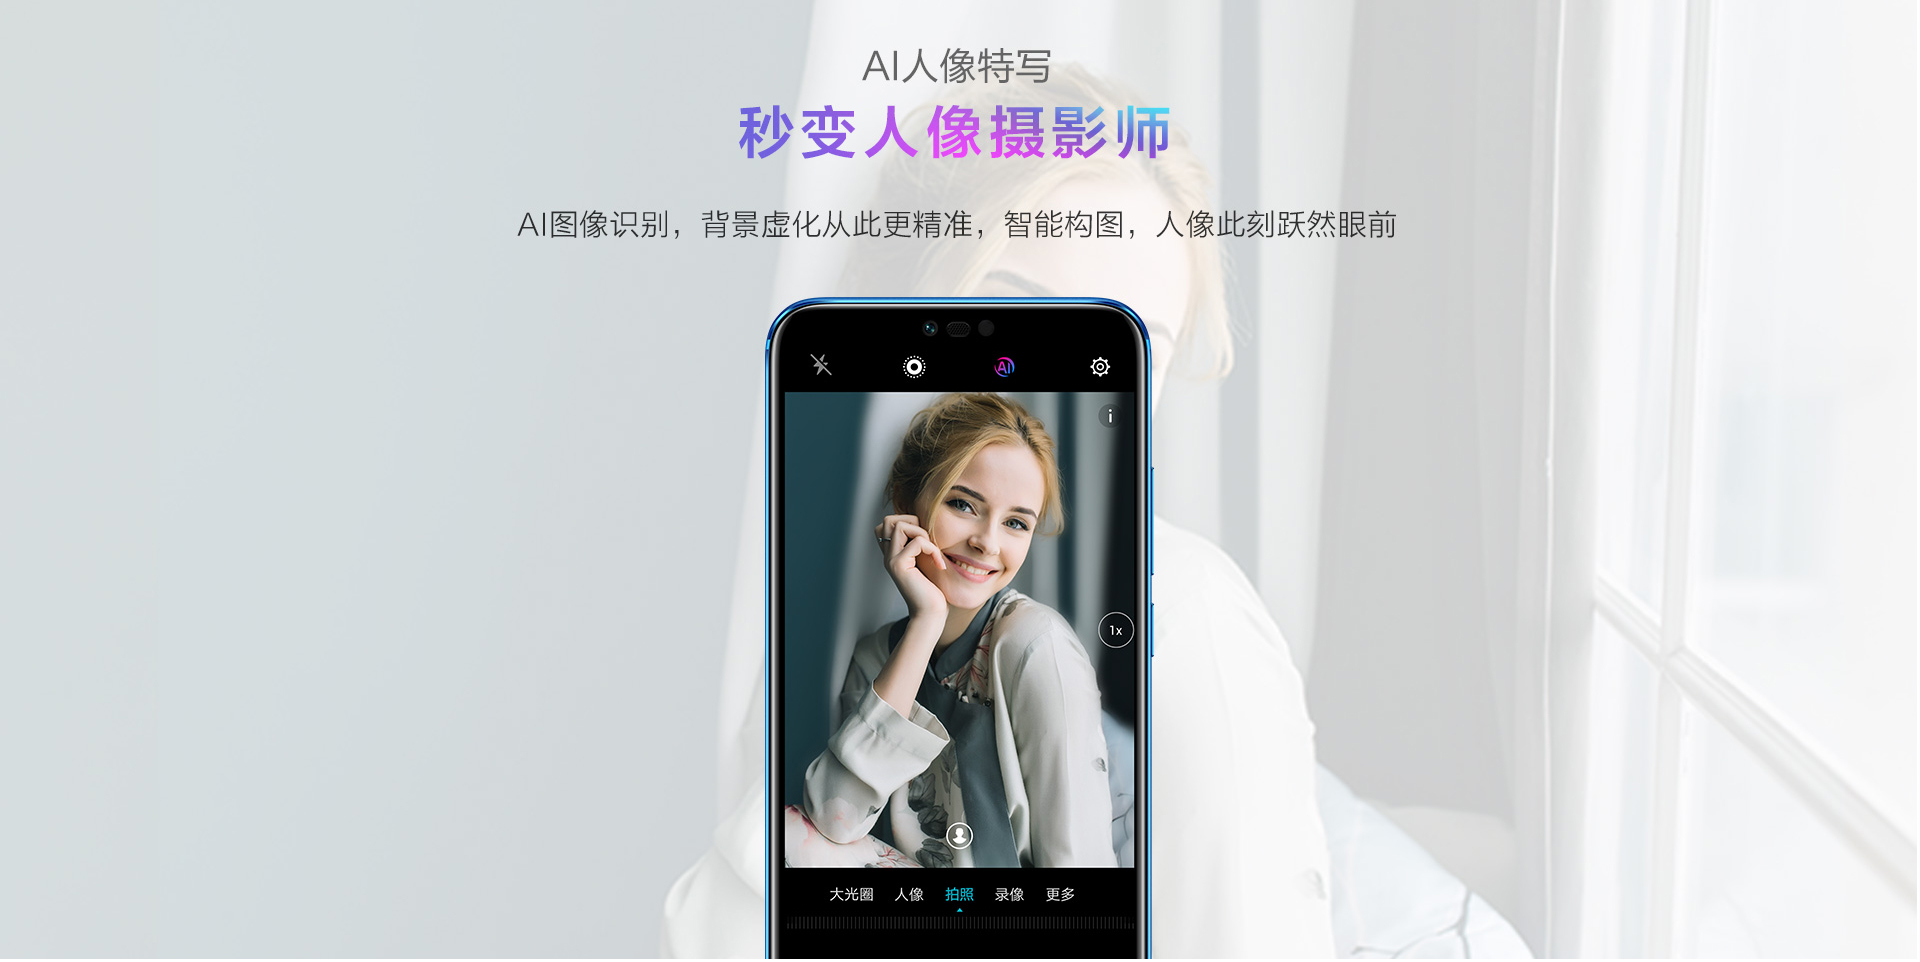 AI人像特写
秒变人像摄影师
AI图像识别，背景虚化从此更精准，智能构图，人像此刻跃然眼前
AI
i
1x
大光圈 人像 拍照 录像 更多